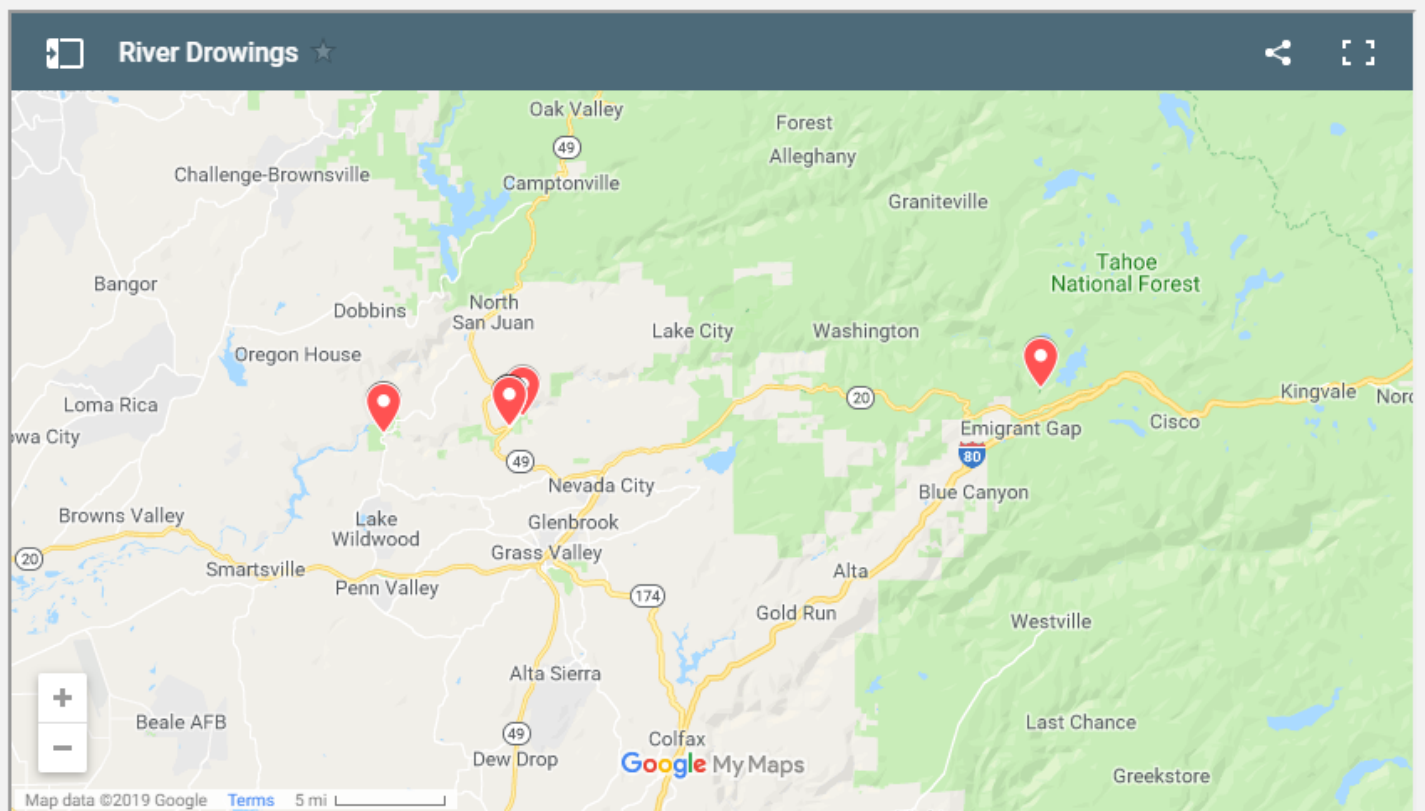 River Drowings
Oak Valley
Forest
49
Alleghany
Challenge-Brownsville
Camptonville
Graniteville
Tahoe
National Forest
Bangor
North
San Juan
Dobbins
Lake City
Washington
Oregon House
Kingvale
Loma Rica
20
Nord
owa City
Cisco
Emigrant Gap
49
80
Nevada City
Blue Canyon
Browns Valley
Lake
Wildwood
Glenbrook
Grass Valley
20
Smartsville
Alta
Penn Valley
174
Gold Run
Westville
Alta Sierra
+
Beale AFB
Last Chance
49
Colfax
−
Dew Drop
Google My Maps
Greekstore
Map data ©2019 Google Terms 5 mi